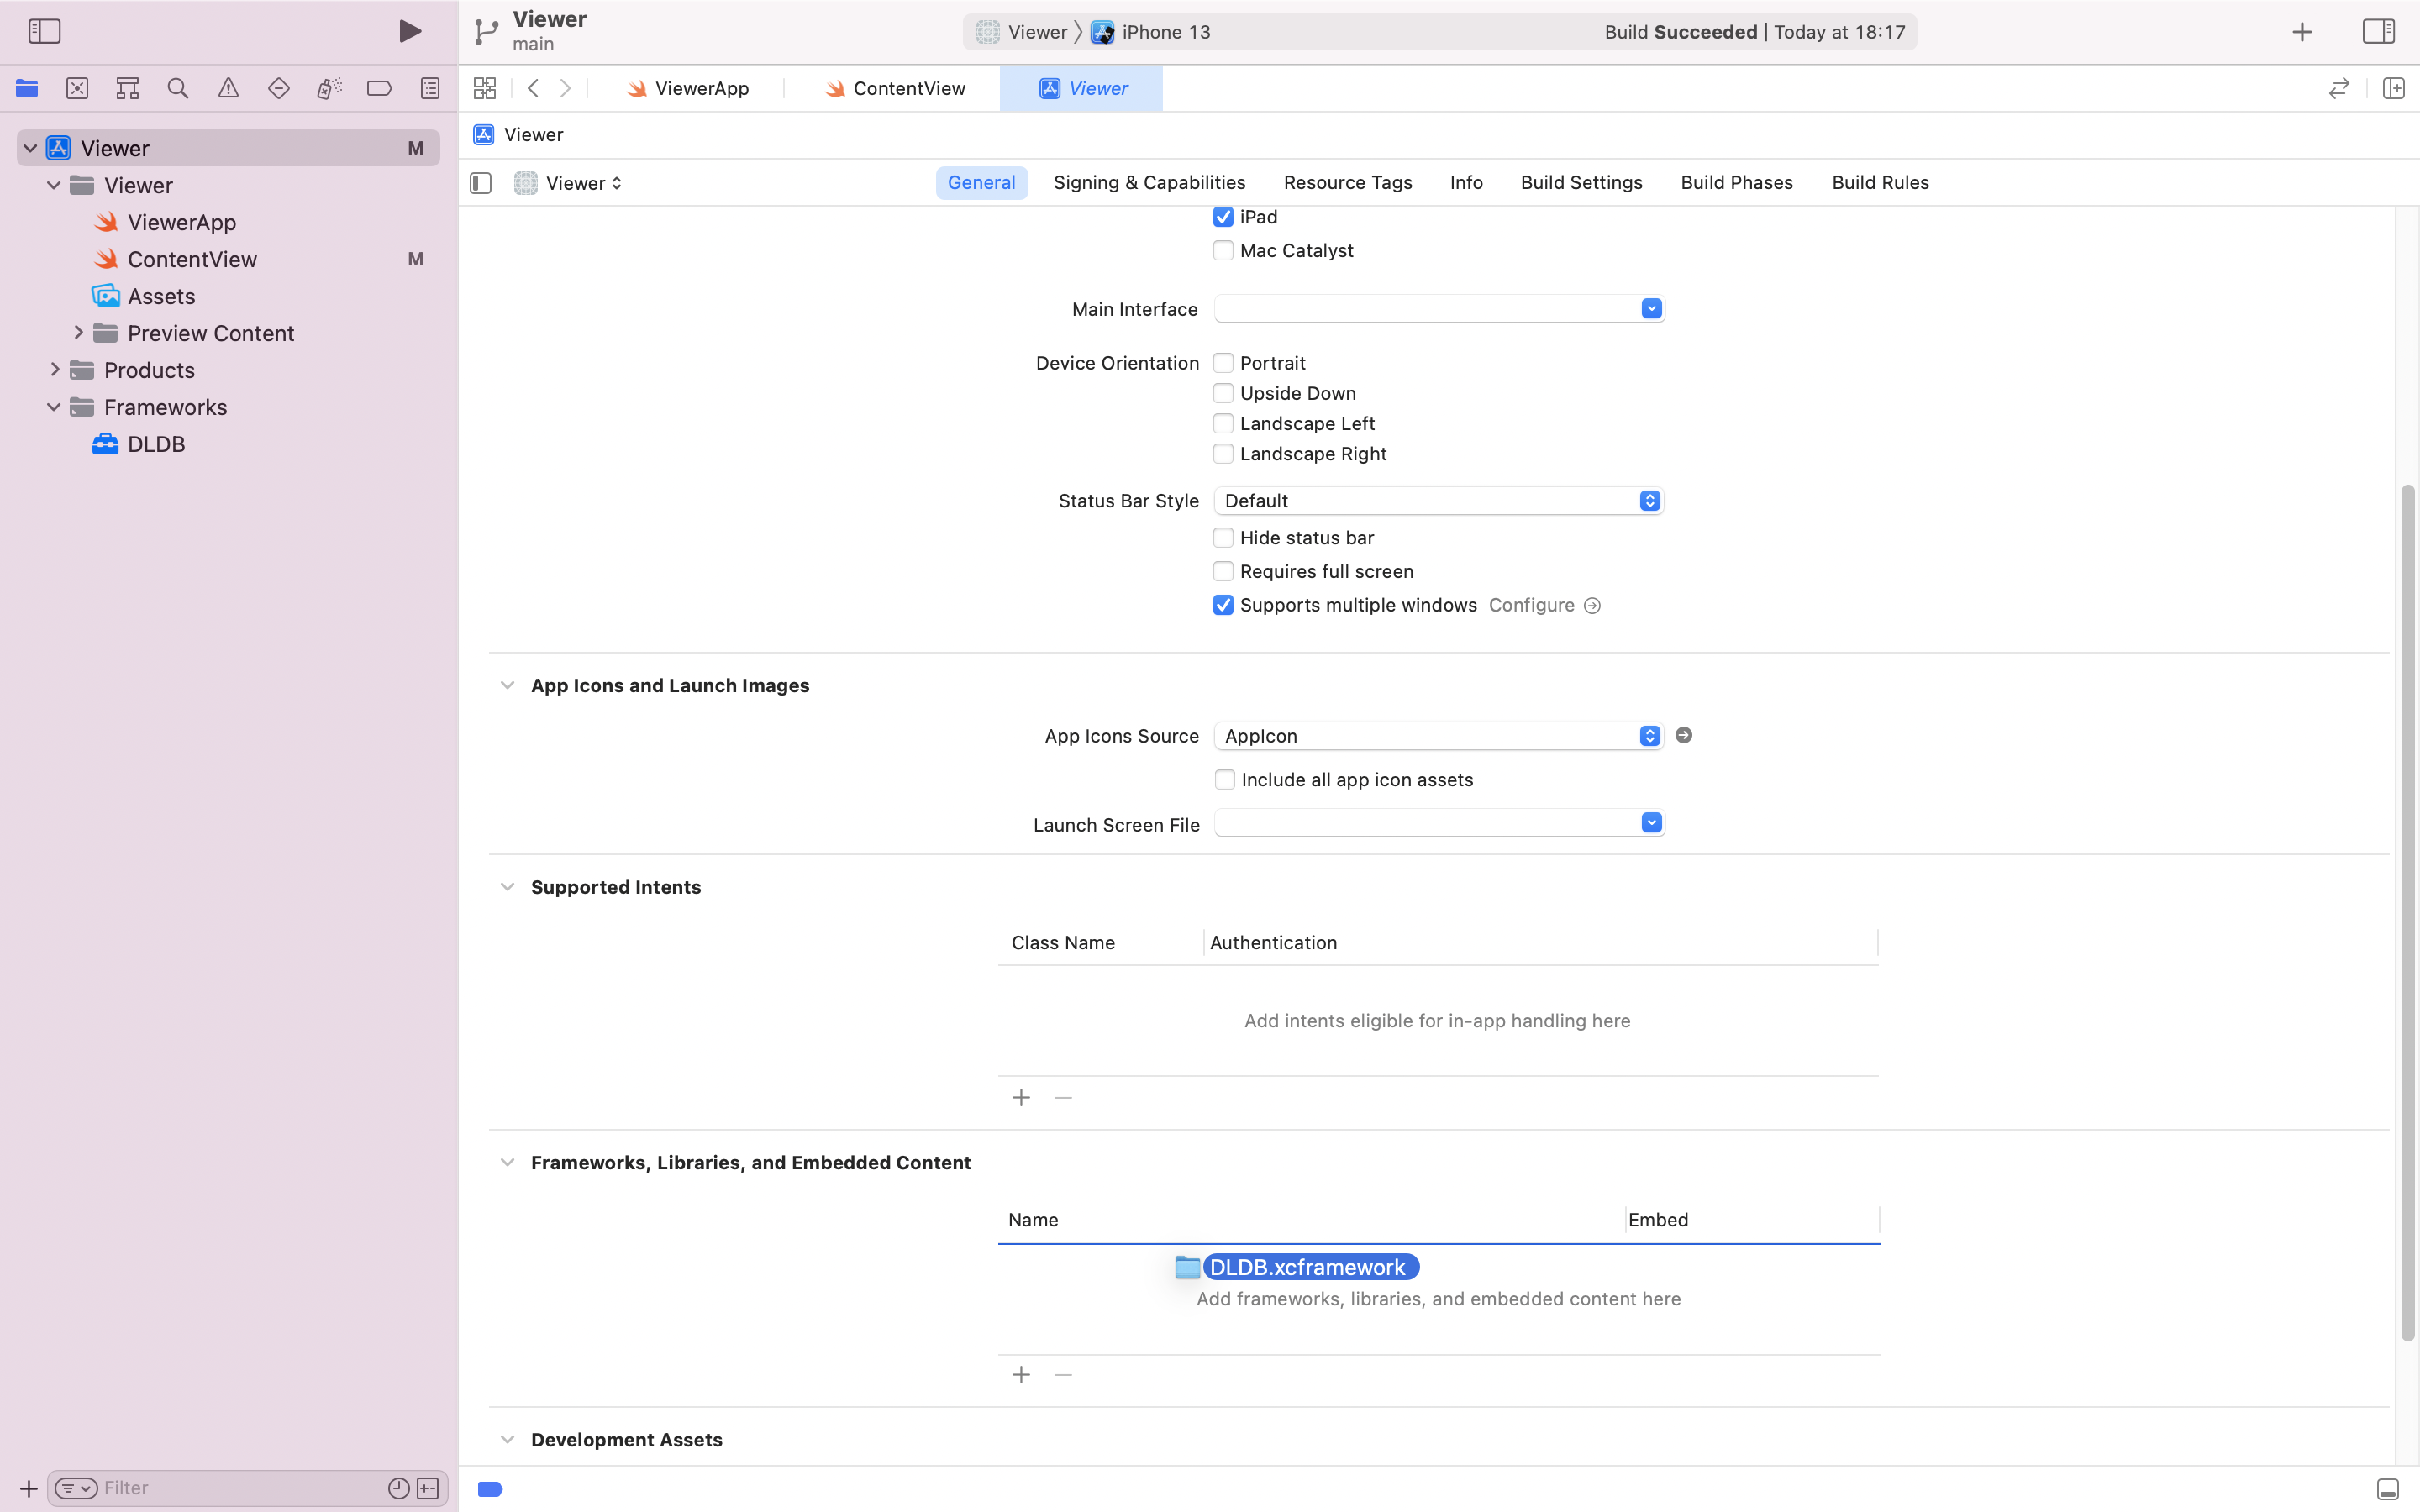 Viewer
main
Viewer
iPhone 13
Build Succeeded | Today at 18:17
ViewerApp
ContentView
Viewer
Viewer M
Viewer
ViewerApp
ContentView M
Assets
Preview Content
Products
Frameworks
DLDB
Filter
Viewer
Viewer
General
Signing & Capabilities
Resource Tags
Info
Build Settings
Build Phases
Build Rules
iPad
Mac Catalyst
Main Interface
Device Orientation
Portrait
Upside Down
Landscape Left
Landscape Right
Status Bar Style
Default
Hide status bar
Requires full screen
Supports multiple windows Configure
App Icons and Launch Images
App Icons Source
AppIcon
Include all app icon assets
Launch Screen File
Supported Intents
Class Name
Authentication
Add intents eligible for in-app handling here
Frameworks, Libraries, and Embedded Content
Name
Embed
DLDB.xcframework
Add frameworks, libraries, and embedded content here
Development Assets